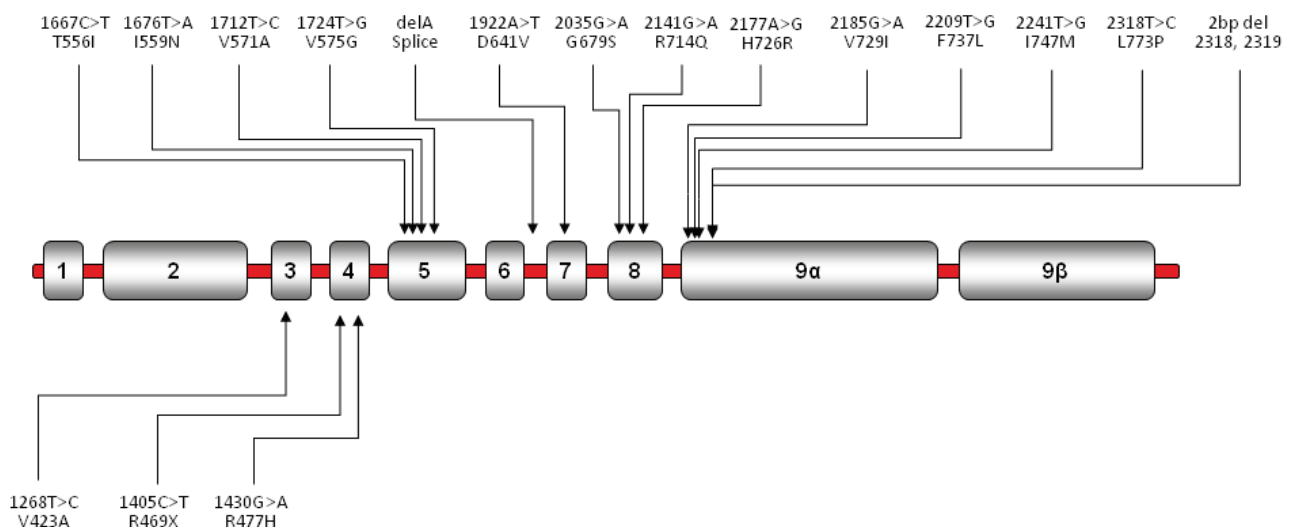 1667C>T 1676T>A 1712T>C 1724T>G delA 1922A>T 2035G>A 2141G>A 2177A>G 2185G>A 2209T>G 2241T>G 2318T>C 2bp del
T556I I559N V571A V575G Splice D641V G679S R714Q H726R V729I F737L I747M L773P 2318, 2319
1 2 3 4 5 6 7 8 9α 9β
1268T>C 1405C>T 1430G>A
V423A R469X R477H